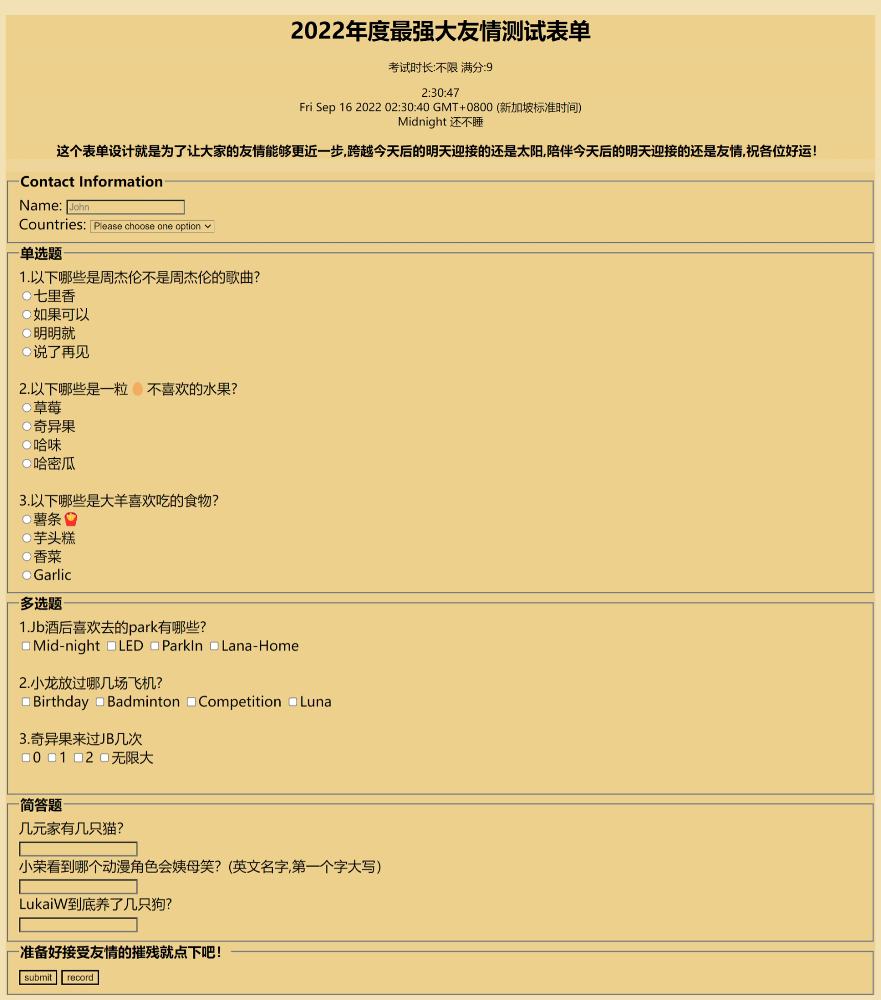 2022年度最强大友情测试表单
考试时长:不限 满分:9
2:30:47
Fri Sep 16 2022 02:30:40 GMT+0800 (新加坡标准时间)
Midnight 还不睡
这个表单设计就是为了让大家的友情能够更近一步,跨越今天后的明天迎接的还是太阳,陪伴今天后的明天迎接的还是友情,祝各位好运！
Contact Information
Name: John
Countries: Please choose one option
单选题
1.以下哪些是周杰伦不是周杰伦的歌曲?
七里香
如果可以
明明就
说了再见
2.以下哪些是一粒🥚不喜欢的水果?
草莓
奇异果
哈味
哈密瓜
3.以下哪些是大羊喜欢吃的食物?
薯条🍟
芋头糕
香菜
Garlic
多选题
1.Jb酒后喜欢去的park有哪些?
Mid-night LED ParkIn Lana-Home
2.小龙放过哪几场飞机?
Birthday Badminton Competition Luna
3.奇异果来过JB几次
0 1 2 无限大
简答题
几元家有几只猫?
小荣看到哪个动漫角色会姨母笑？(英文名字,第一个字大写）
LukaiW到底养了几只狗?
准备好接受友情的摧残就点下吧！
submit record